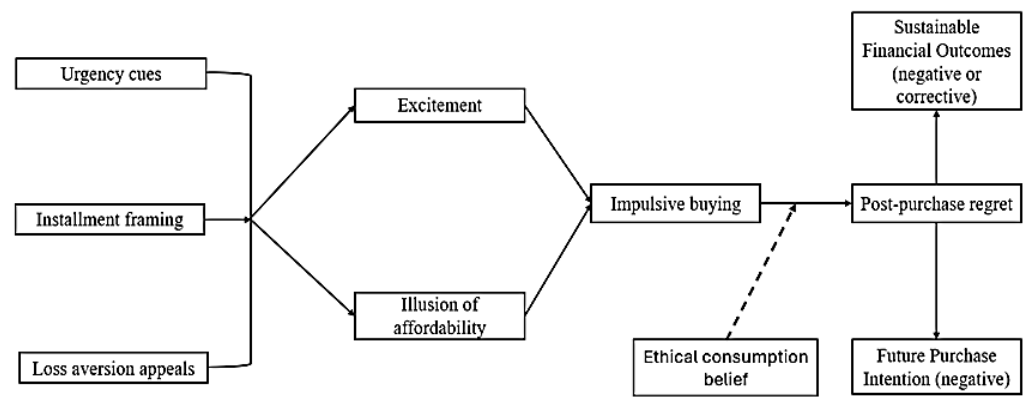 Urgency cues
Installment framing
Loss aversion appeals
Excitement
Illusion of
affordability
Impulsive buying
Ethical consumption
belief
Sustainable
Financial Outcomes
(negative or
corrective)
Post-purchase regret
Future Purchase
Intention (negative)